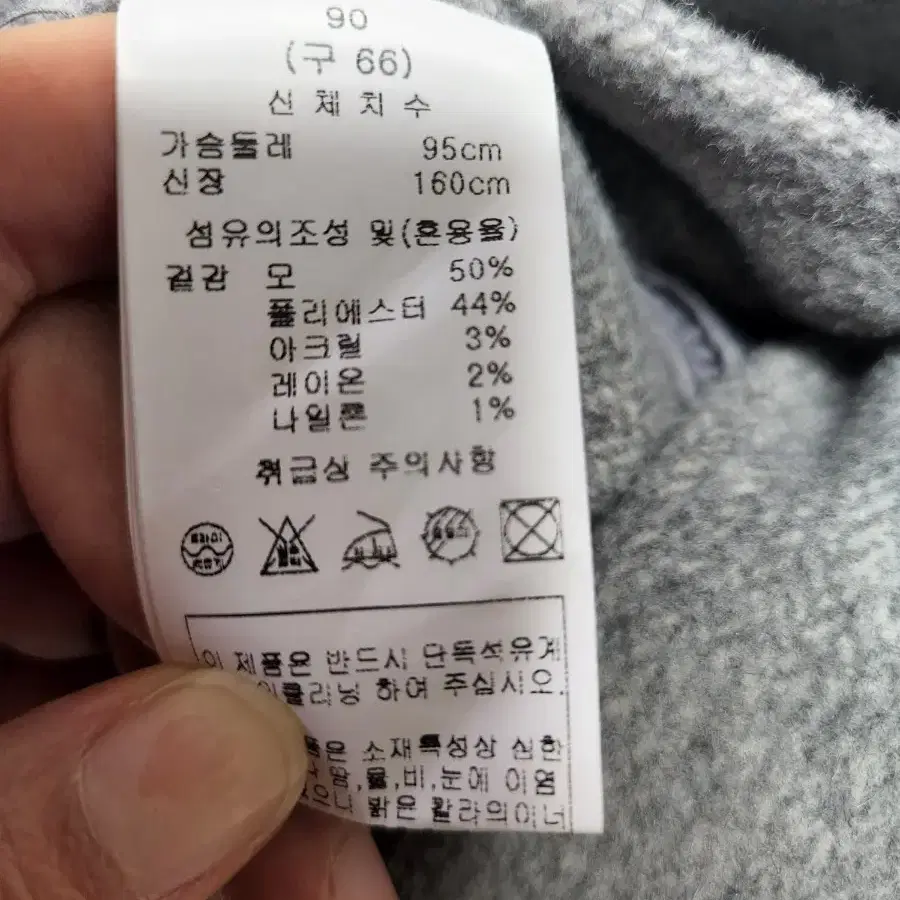 90
(구 66)
신 체 치 수
가슴둘레 95cm
신장 160cm
섬유의조성 및(혼용율)
겉감 모 50%
폴리에스터 44%
아크릴 3%
레이온 2%
나일론 1%
취급상 주의사항
드라이
이 제품은 반드시 단독석유계
클리닝 하여 주십시오.
은 소재특성상 심한
,물,비,눈에 이염
밝은 칼라의이너